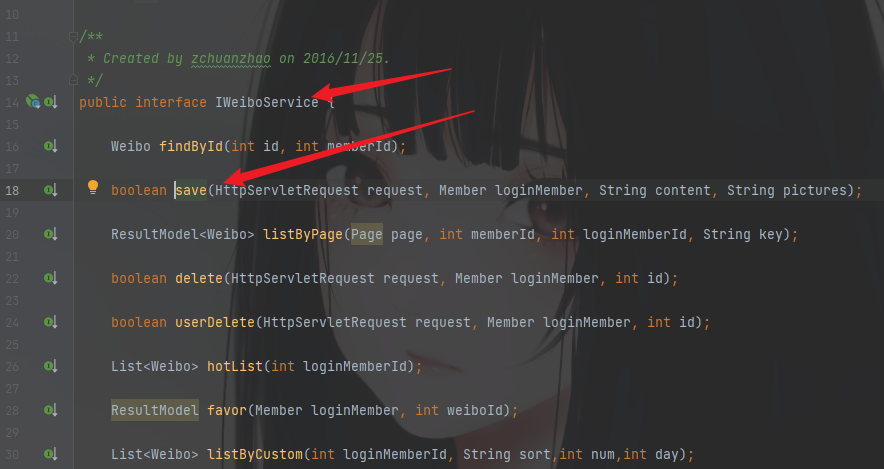 10
11 /**
12 * Created by zchuanzhao on 2016/11/25.
13 */
14 public interface IWeiboService {
15
16 Weibo findById(int id, int memberId);
17
18 boolean save(HttpServletRequest request, Member loginMember, String content, String pictures);
19
20 ResultModel<Weibo> listByPage(Page page, int memberId, int loginMemberId, String key);
21
22 boolean delete(HttpServletRequest request, Member loginMember, int id);
23
24 boolean userDelete(HttpServletRequest request, Member loginMember, int id);
25
26 List<Weibo> hotList(int loginMemberId);
27
28 ResultModel favor(Member loginMember, int weiboId);
29
30 List<Weibo> listByCustom(int loginMemberId, String sort,int num,int day);